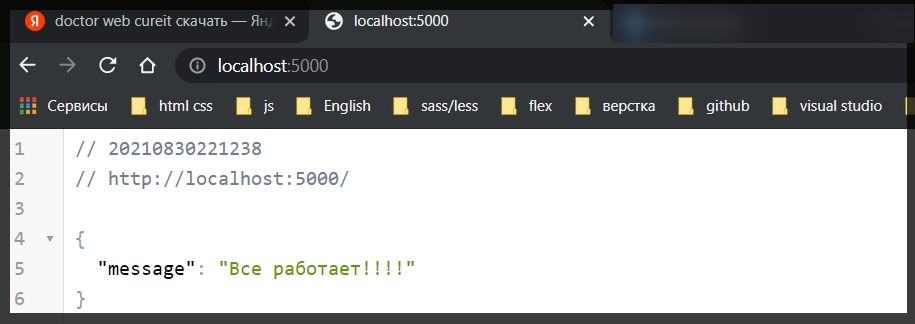 Я doctor web cureit скачать — Янд
localhost:5000
localhost:5000
Сервисы html css js English sass/less flex верстка github visual studio
1 // 20210830221238
2 // http://localhost:5000/
3
4 {
5 "message": "Все работает!!!!"
6 }